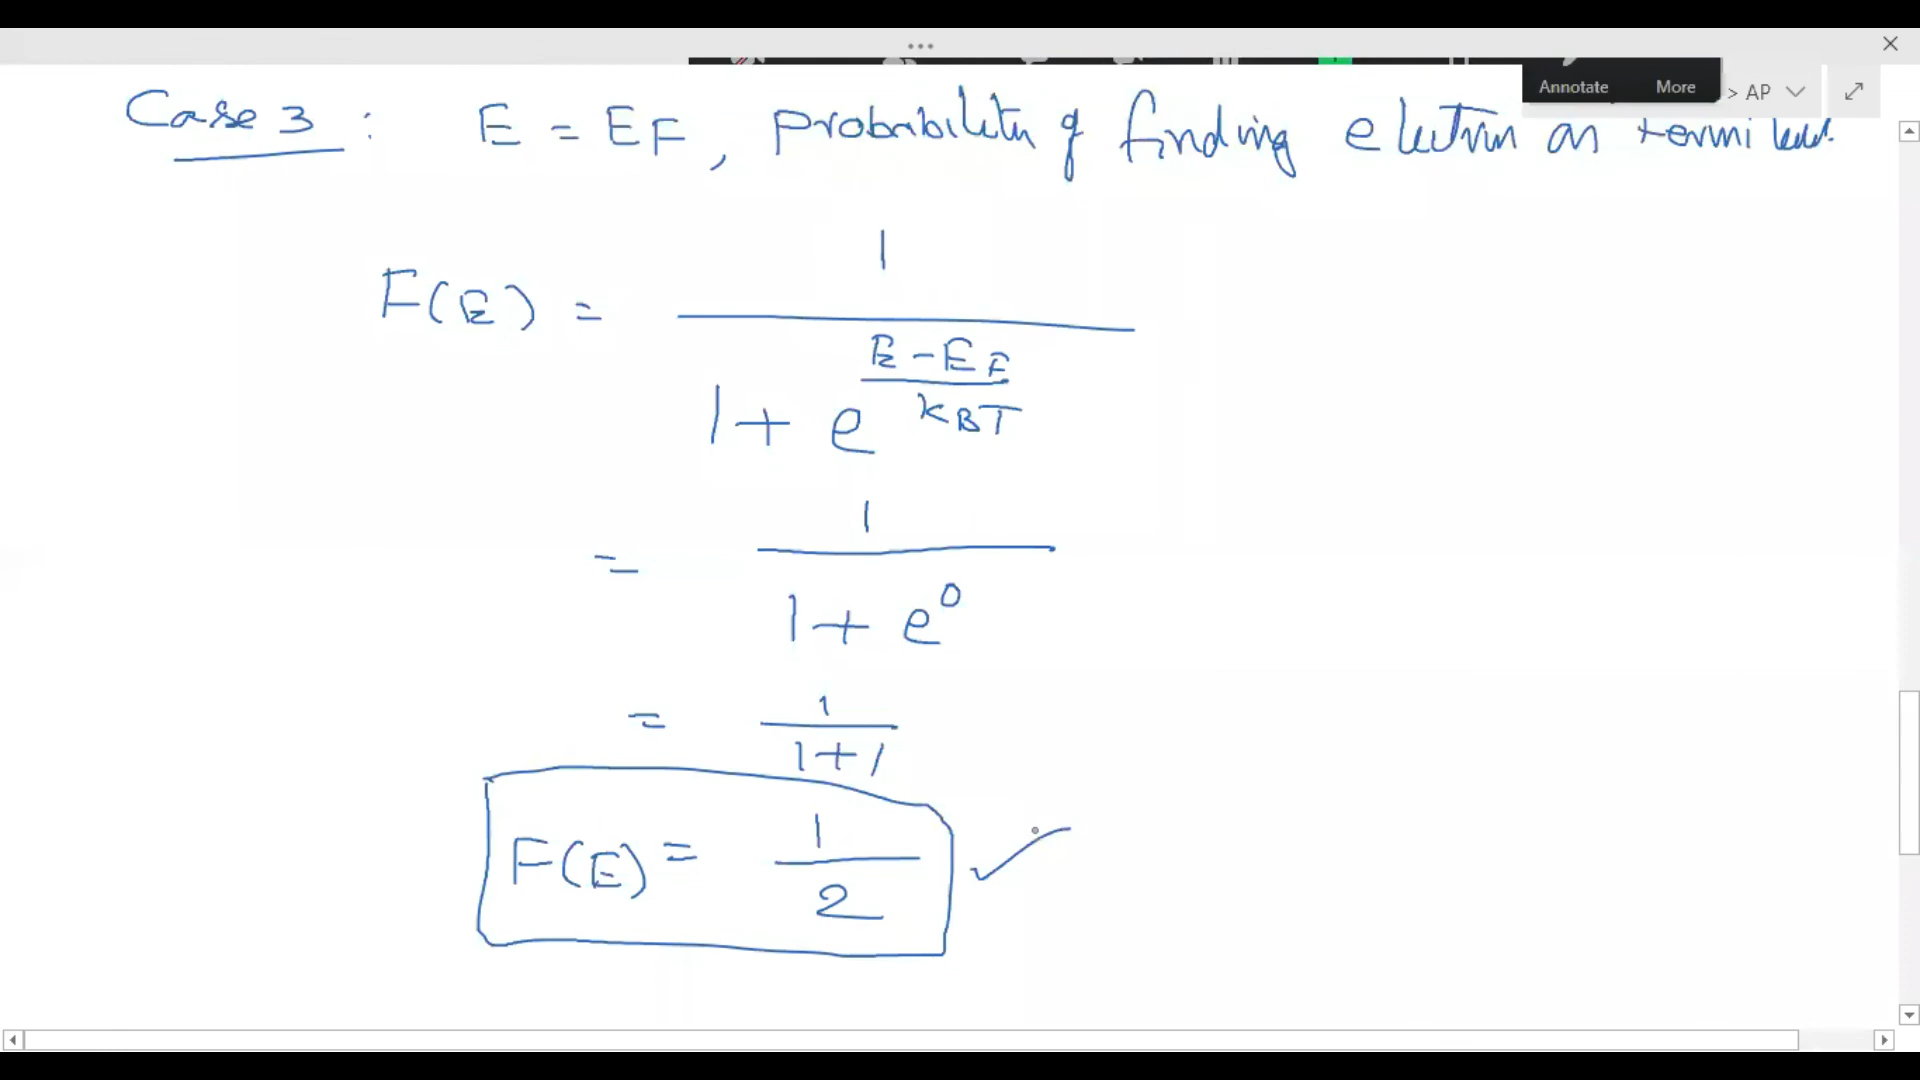 Annotate More > AP
Case 3 : E = EF, probability of finding electron on Fermi level.
F(E) = 1 / (1 + e^((E - EF) / kBT))
= 1 / (1 + e^0)
= 1 / (1 + 1)
F(E) = 1 / 2 ✓